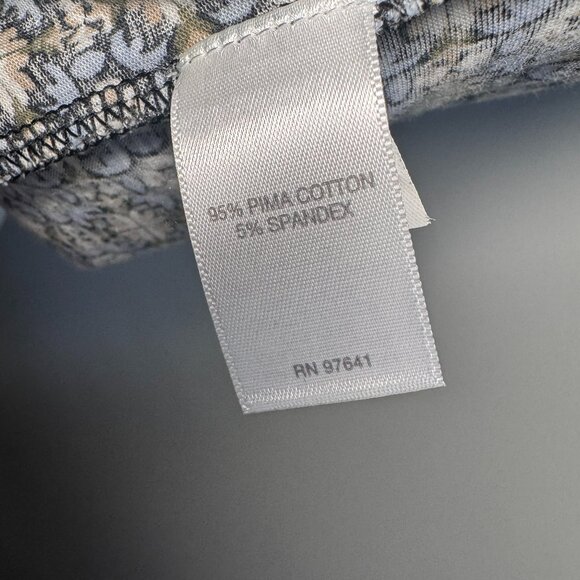 95% PIMA COTTON
5% SPANDEX
RN 97641